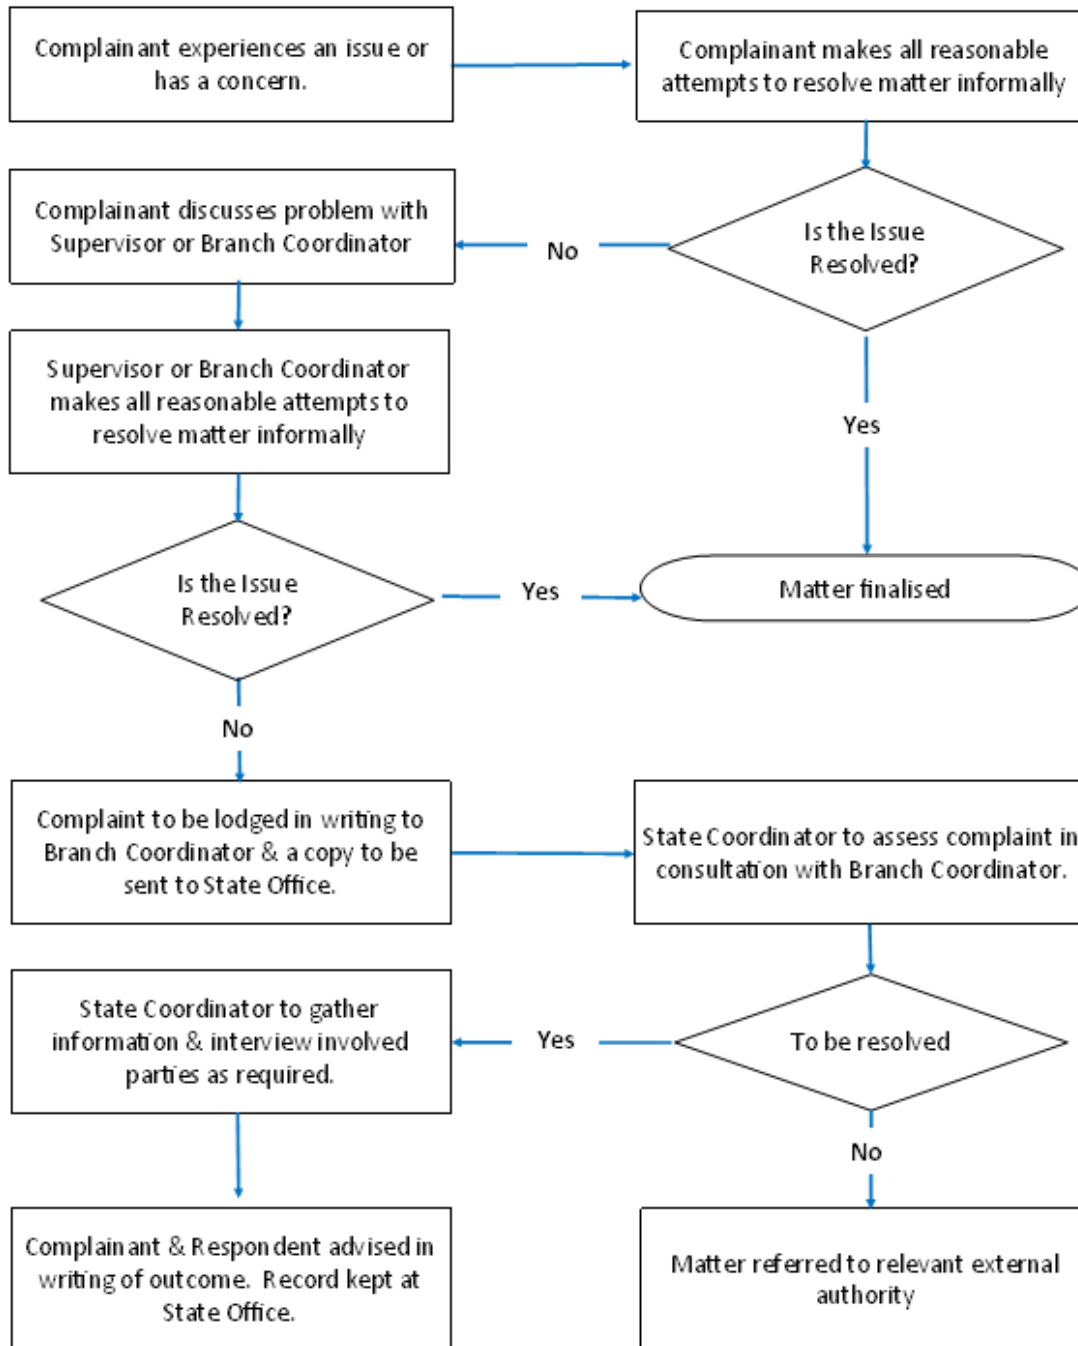 Complainant experiences an issue or
has a concern.
Complainant makes all reasonable
attempts to resolve matter informally
Is the Issue
Resolved?
No
Complainant discusses problem with
Supervisor or Branch Coordinator
Yes
Supervisor or Branch Coordinator
makes all reasonable attempts to
resolve matter informally
Is the Issue
Resolved?
Yes
Matter finalised
No
Complaint to be lodged in writing to
Branch Coordinator & a copy to be
sent to State Office.
State Coordinator to assess complaint in
consultation with Branch Coordinator.
To be resolved
Yes
State Coordinator to gather
information & interview involved
parties as required.
No
Complainant & Respondent advised in
writing of outcome. Record kept at
State Office.
Matter referred to relevant external
authority